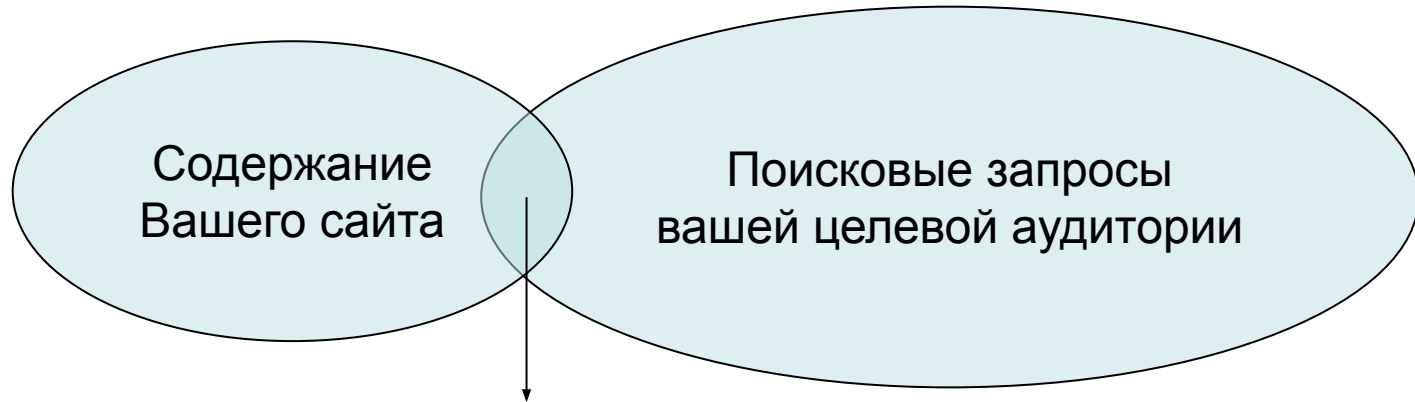 Содержание
Вашего сайта
Поисковые запросы
вашей целевой аудитории